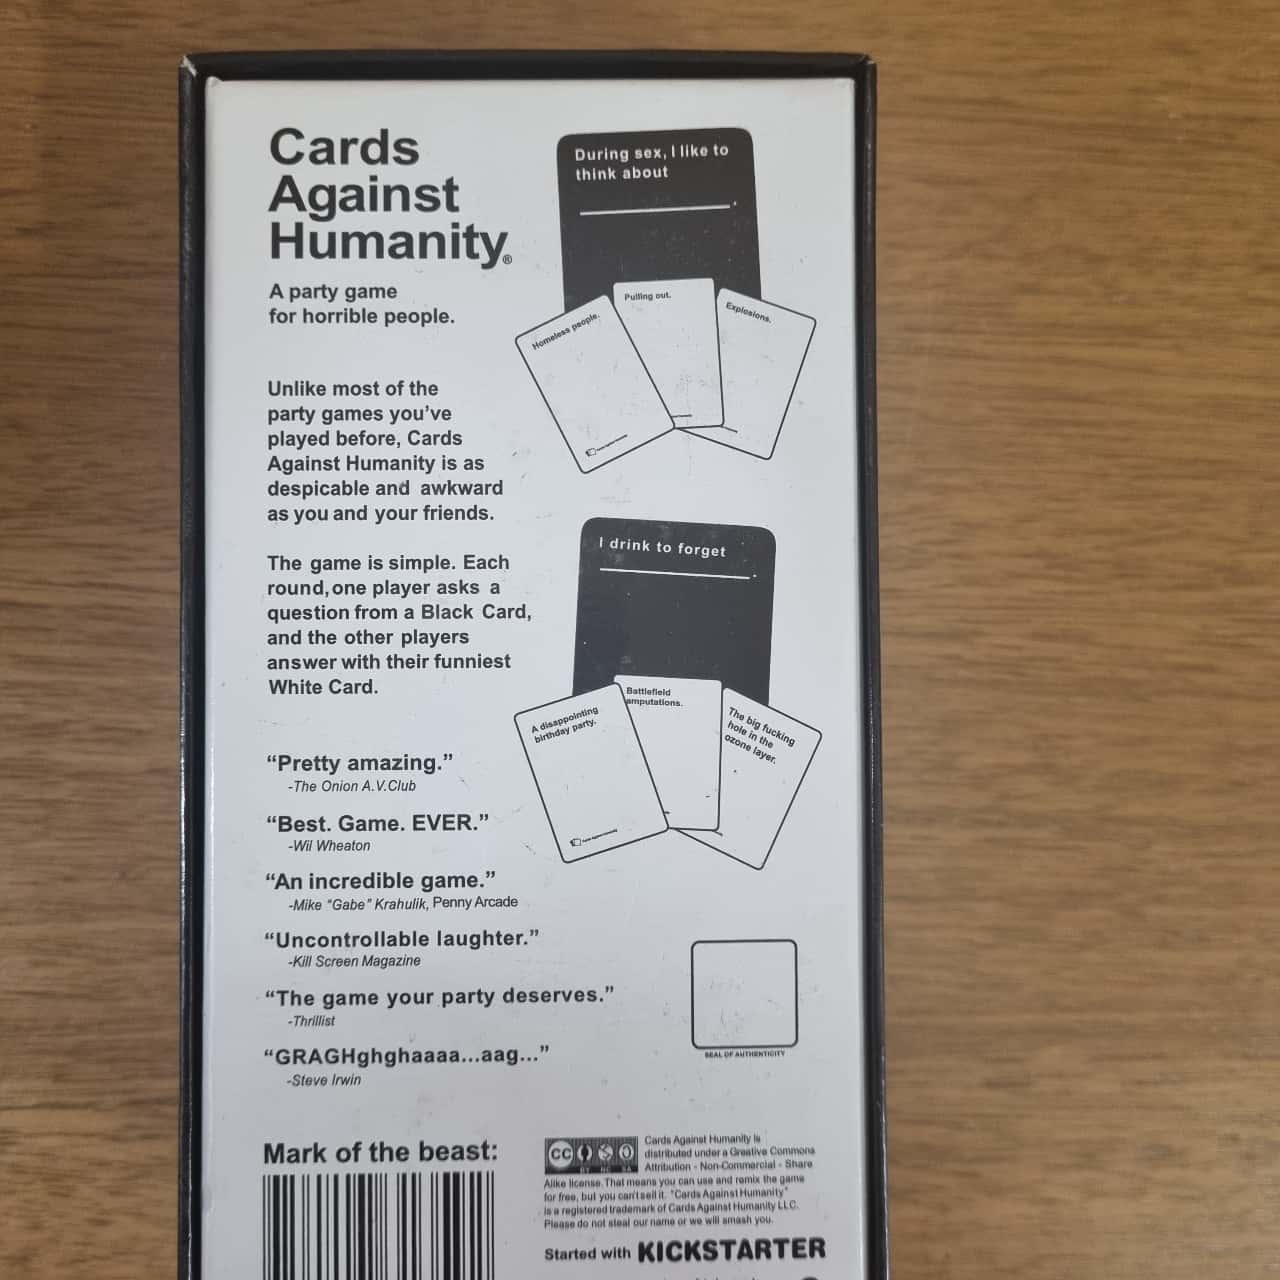 Cards
Against
Humanity®
A party game
for horrible people.
Unlike most of the
party games you've
played before, Cards
Against Humanity is as
despicable and awkward
as you and your friends.
The game is simple. Each
round, one player asks a
question from a Black Card,
and the other players
answer with their funniest
White Card.
“Pretty amazing.”
-The Onion A.V.Club
“Best. Game. EVER.”
-Wil Wheaton
“An incredible game.”
-Mike “Gabe” Krahulik, Penny Arcade
“Uncontrollable laughter.”
-Kill Screen Magazine
“The game your party deserves.”
-Thrillist
“GRAGHghghaaaa...aag...”
-Steve Irwin
Mark of the beast:
During sex, I like to
think about
.
Homeless people.
Pulling out.
Explosions.
I drink to forget
.
A disappointing
birthday party.
Battlefield
amputations.
The big fucking
hole in the
ozone layer.
SEAL OF AUTHENTICITY
CC
BY NC SA
Cards Against Humanity is
distributed under a Creative Commons
Attribution - Non-Commercial - Share
Alike license. That means you can use and remix the game
for free, but you can't sell it. "Cards Against Humanity"
is a registered trademark of Cards Against Humanity LLC.
Please do not steal our name or we will smash you.
Started with KICKSTARTER